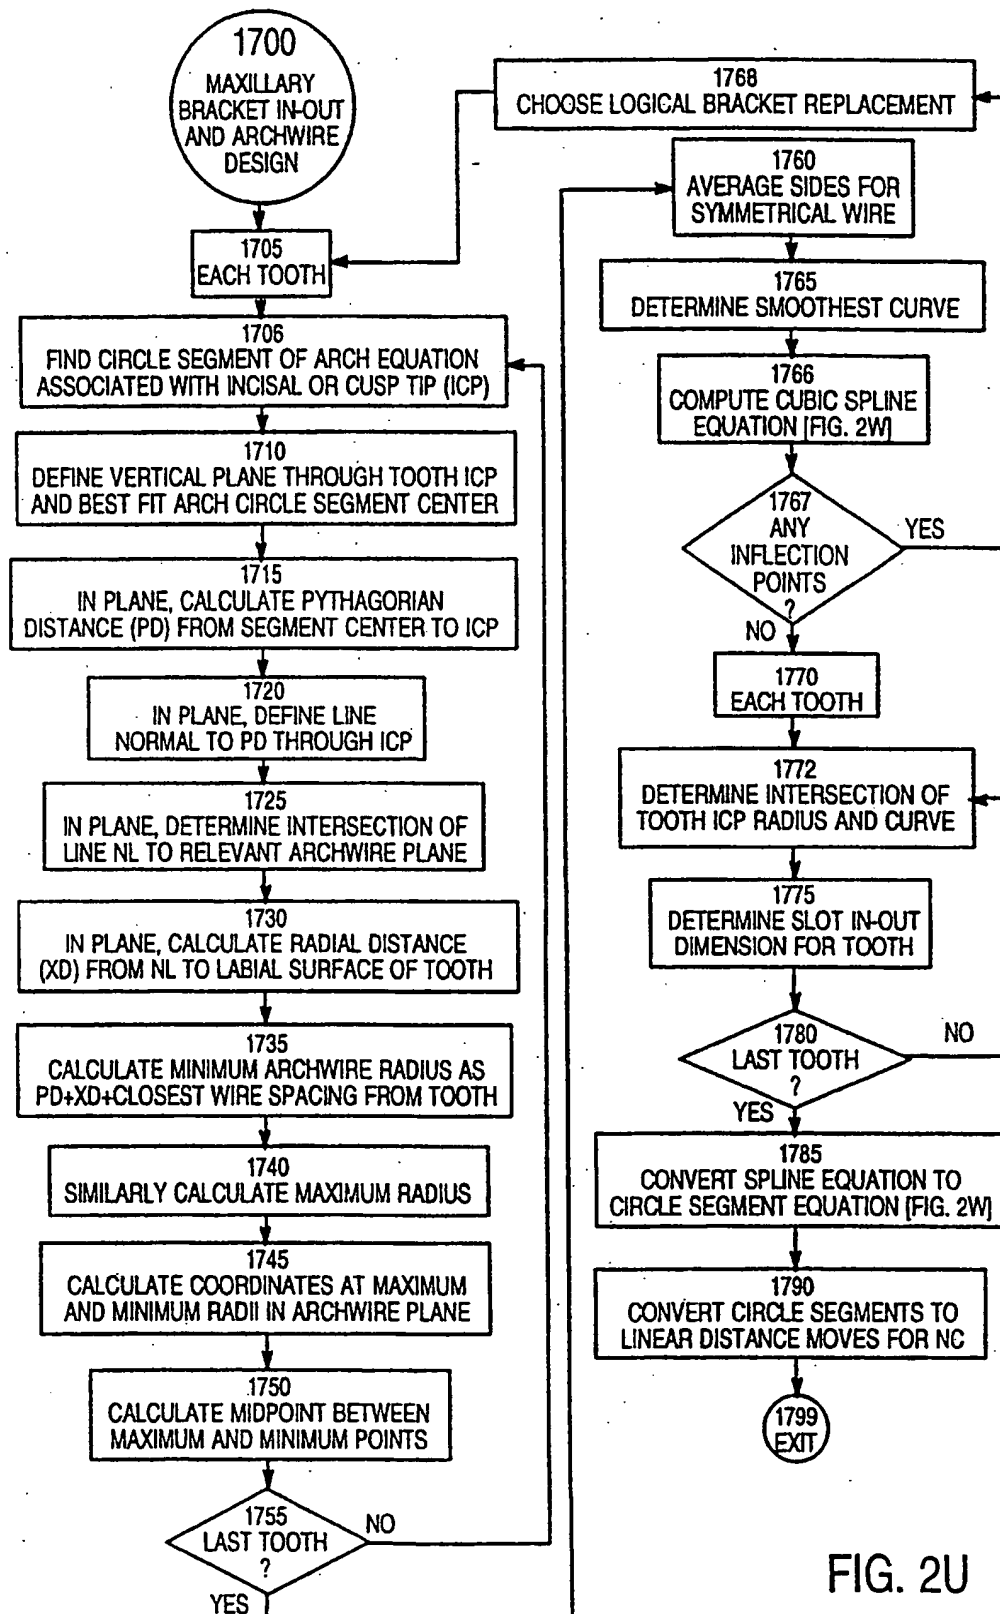 1700
MAXILLARY
BRACKET IN-OUT
AND ARCHWIRE
DESIGN
1705
EACH TOOTH
1706
FIND CIRCLE SEGMENT OF ARCH EQUATION
ASSOCIATED WITH INCISAL OR CUSP TIP (ICP)
1710
DEFINE VERTICAL PLANE THROUGH TOOTH ICP
AND BEST FIT ARCH CIRCLE SEGMENT CENTER
1715
IN PLANE, CALCULATE PYTHAGORIAN
DISTANCE (PD) FROM SEGMENT CENTER TO ICP
1720
IN PLANE, DEFINE LINE
NORMAL TO PD THROUGH ICP
1725
IN PLANE, DETERMINE INTERSECTION OF
LINE NL TO RELEVANT ARCHWIRE PLANE
1730
IN PLANE, CALCULATE RADIAL DISTANCE
(XD) FROM NL TO LABIAL SURFACE OF TOOTH
1735
CALCULATE MINIMUM ARCHWIRE RADIUS AS
PD+XD+CLOSEST WIRE SPACING FROM TOOTH
1740
SIMILARLY CALCULATE MAXIMUM RADIUS
1745
CALCULATE COORDINATES AT MAXIMUM
AND MINIMUM RADII IN ARCHWIRE PLANE
1750
CALCULATE MIDPOINT BETWEEN
MAXIMUM AND MINIMUM POINTS
1755
LAST TOOTH
?
NO
YES
1768
CHOOSE LOGICAL BRACKET REPLACEMENT
1760
AVERAGE SIDES FOR
SYMMETRICAL WIRE
1765
DETERMINE SMOOTHEST CURVE
1766
COMPUTE CUBIC SPLINE
EQUATION [FIG. 2W]
1767
ANY
INFLECTION
POINTS
?
YES
NO
1770
EACH TOOTH
1772
DETERMINE INTERSECTION OF
TOOTH ICP RADIUS AND CURVE
1775
DETERMINE SLOT IN-OUT
DIMENSION FOR TOOTH
1780
LAST TOOTH
?
NO
YES
1785
CONVERT SPLINE EQUATION TO
CIRCLE SEGMENT EQUATION [FIG. 2W]
1790
CONVERT CIRCLE SEGMENTS TO
LINEAR DISTANCE MOVES FOR NC
1799
EXIT
FIG. 2U